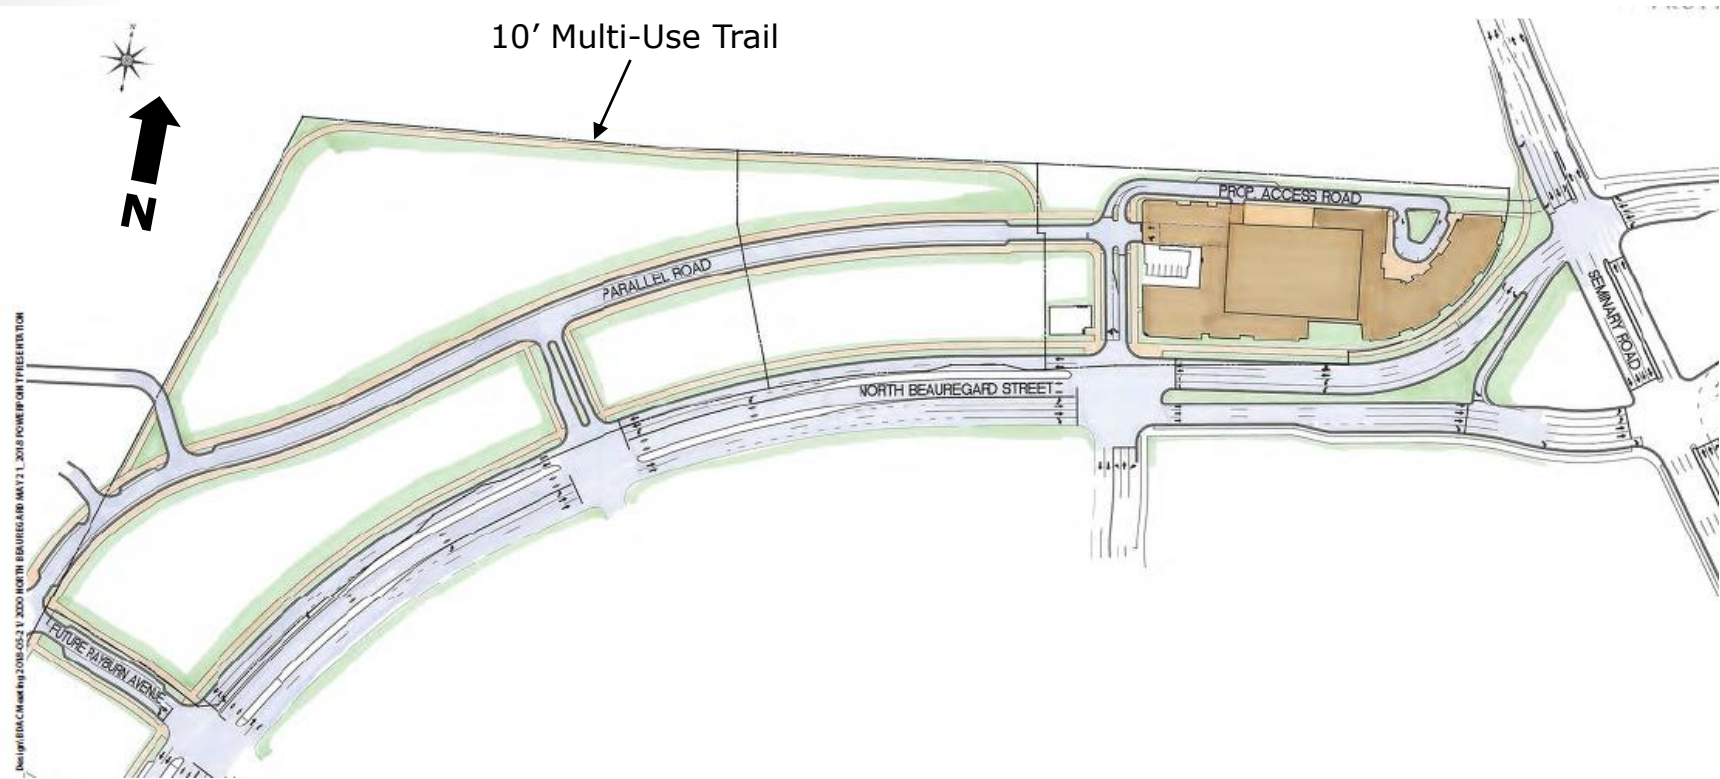 10’ Multi-Use Trail
N
N
PROP. ACCESS ROAD
PARALLEL ROAD
SEMINARY ROAD
NORTH BEAUREGARD STREET
FUTURE RAYBURN AVENUE